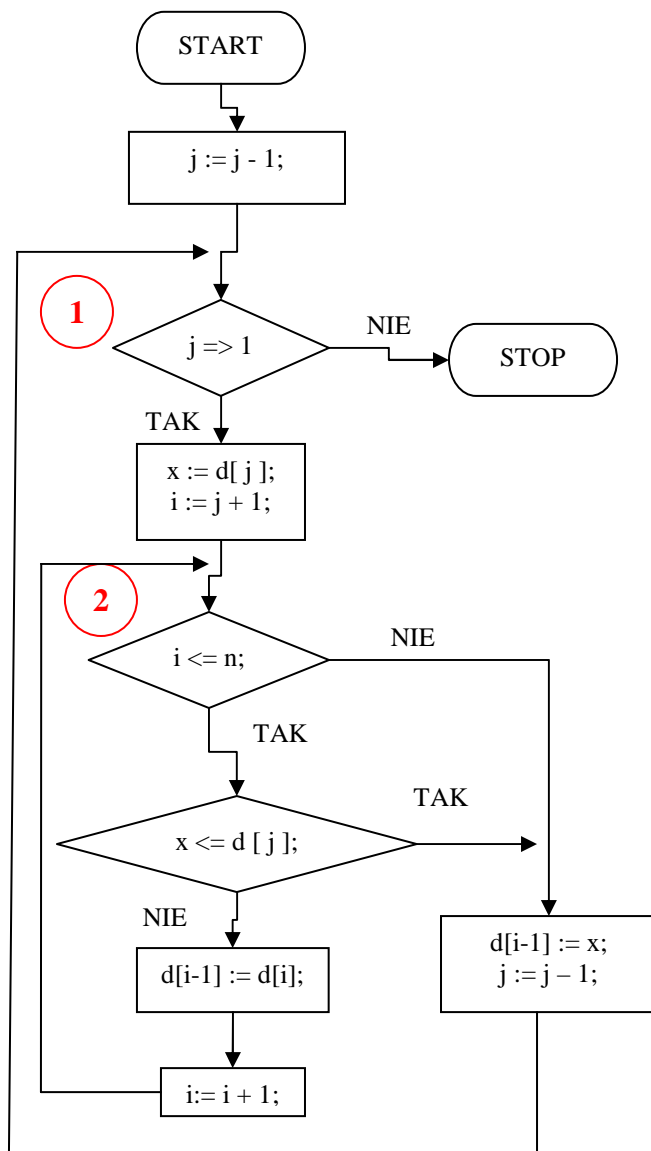 START
j := j - 1;
1
j => 1
NIE
STOP
TAK
x := d[ j ];
i := j + 1;
2
i <= n;
NIE
TAK
x <= d [ j ];
TAK
NIE
d[i-1] := d[i];
d[i-1] := x;
j := j – 1;
i:= i + 1;